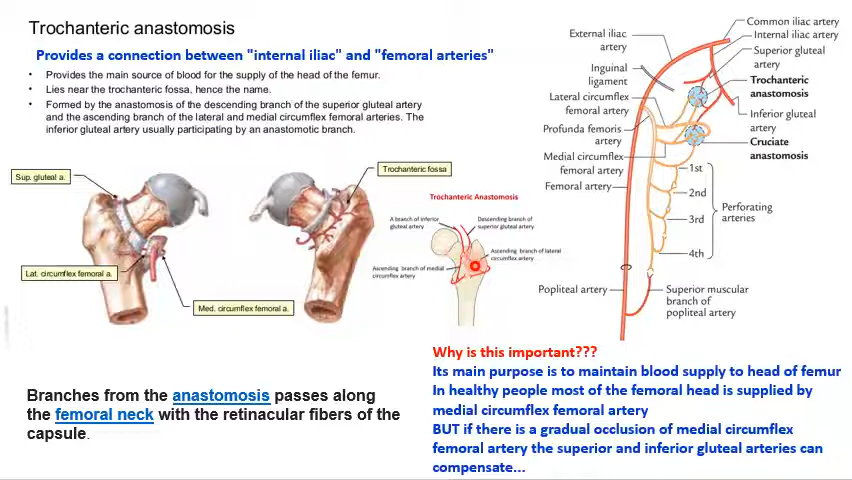 Trochanteric anastomosis
Provides a connection between "internal iliac" and "femoral arteries"
• Provides the main source of blood for the supply of the head of the femur.
• Lies near the trochanteric fossa, hence the name.
• Formed by the anastomosis of the descending branch of the superior gluteal artery
and the ascending branch of the lateral and medial circumflex femoral arteries. The
inferior gluteal artery usually participating by an anastomotic branch.
Sup. gluteal a.
Lat. circumflex femoral a.
Med. circumflex femoral a.
Trochanteric fossa
Trochanteric Anastomosis
A branch of inferior
gluteal artery
Descending branch of
superior gluteal artery
Ascending branch of lateral
circumflex artery
Ascending branch of medial
circumflex artery
External iliac
artery
Inguinal
ligament
Lateral circumflex
femoral artery
Profunda femoris
artery
Medial circumflex
femoral artery
Femoral artery
Popliteal artery
Common iliac artery
Internal iliac artery
Superior gluteal
artery
Trochanteric
anastomosis
Inferior gluteal
artery
Cruciate
anastomosis
1st
2nd
3rd
4th
Perforating
arteries
Superior muscular
branch of
popliteal artery
Branches from the anastomosis passes along
the femoral neck with the retinacular fibers of the
capsule.
Why is this important???
Its main purpose is to maintain blood supply to head of femur
In healthy people most of the femoral head is supplied by
medial circumflex femoral artery
BUT if there is a gradual occlusion of medial circumflex
femoral artery the superior and inferior gluteal arteries can
compensate...